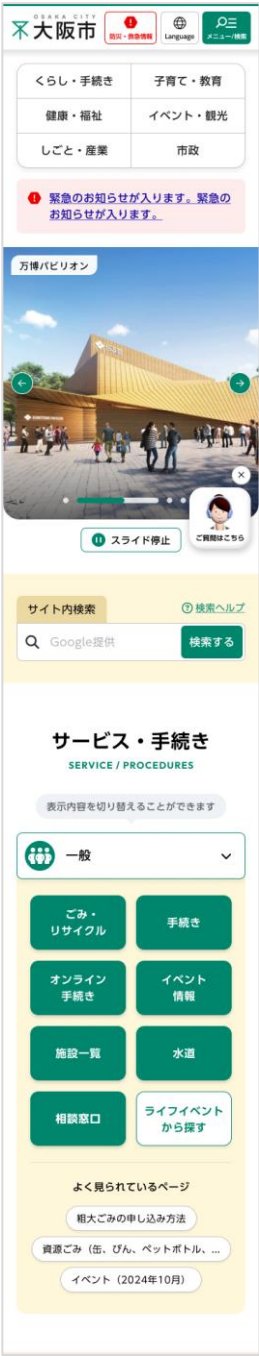 OSAKA CITY
大阪市
防災・救急情報
Language
メニュー/検索
くらし・手続き
子育て・教育
健康・福祉
イベント・観光
しごと・産業
市政
緊急のお知らせが入ります。緊急の
お知らせが入ります。
万博パビリオン
スライド停止
ご質問はこちら
サイト内検索
検索ヘルプ
Google提供
検索する
サービス・手続き
SERVICE / PROCEDURES
表示内容を切り替えることができます
一般
ごみ・
リサイクル
手続き
オンライン
手続き
イベント
情報
施設一覧
水道
相談窓口
ライフイベント
から探す
よく見られているページ
粗大ごみの申し込み方法
資源ごみ（缶、びん、ペットボトル、...
イベント（2024年10月）